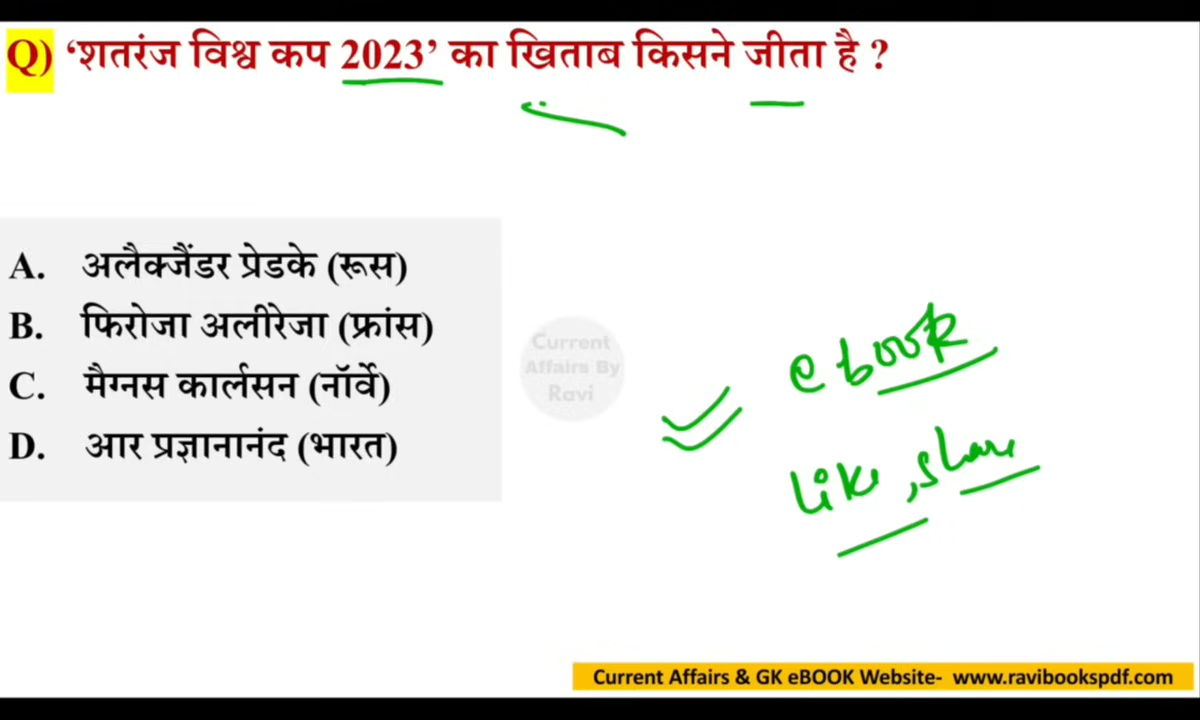 Q) ‘शतरंज विश्व कप 2023’ का खिताब किसने जीता है ?
A. अलैक्जैंडर प्रेडके (रूस)
B. फिरोजा अलीरेजा (फ्रांस)
C. मैग्नस कार्लसन (नॉर्वे)
D. आर प्रज्ञानानंद (भारत)
Current
Affairs By
Ravi
ebook
like, share
Current Affairs & GK eBOOK Website- www.ravibookspdf.com